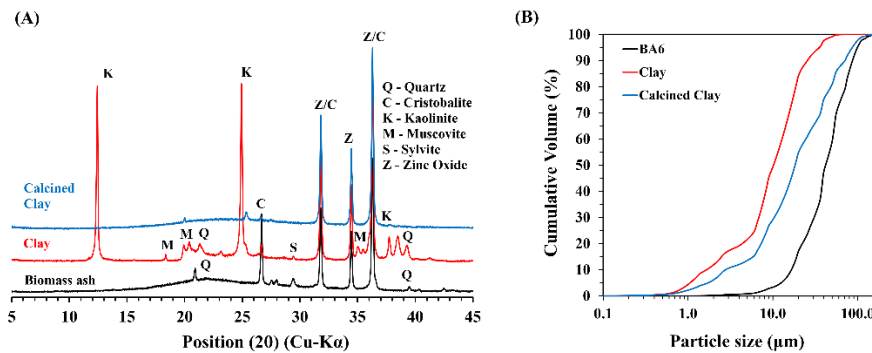 (A)
K
K
Z/C
Z/C
Z
Q - Quartz
C - Cristobalite
K - Kaolinite
M - Muscovite
S - Sylvite
Z - Zinc Oxide
Calcined
Clay
Clay
M
M
Q
C
S
M
K
Q
Biomass ash
Q
Q
5 10 15 20 25 30 35 40 45
Position (2θ) (Cu-Kα)
(B)
100
90
80
70
60
50
40
30
20
10
0
Cumulative Volume (%)
BA6
Clay
Calcined Clay
0.1 1.0 10.0 100.0
Particle size (µm)